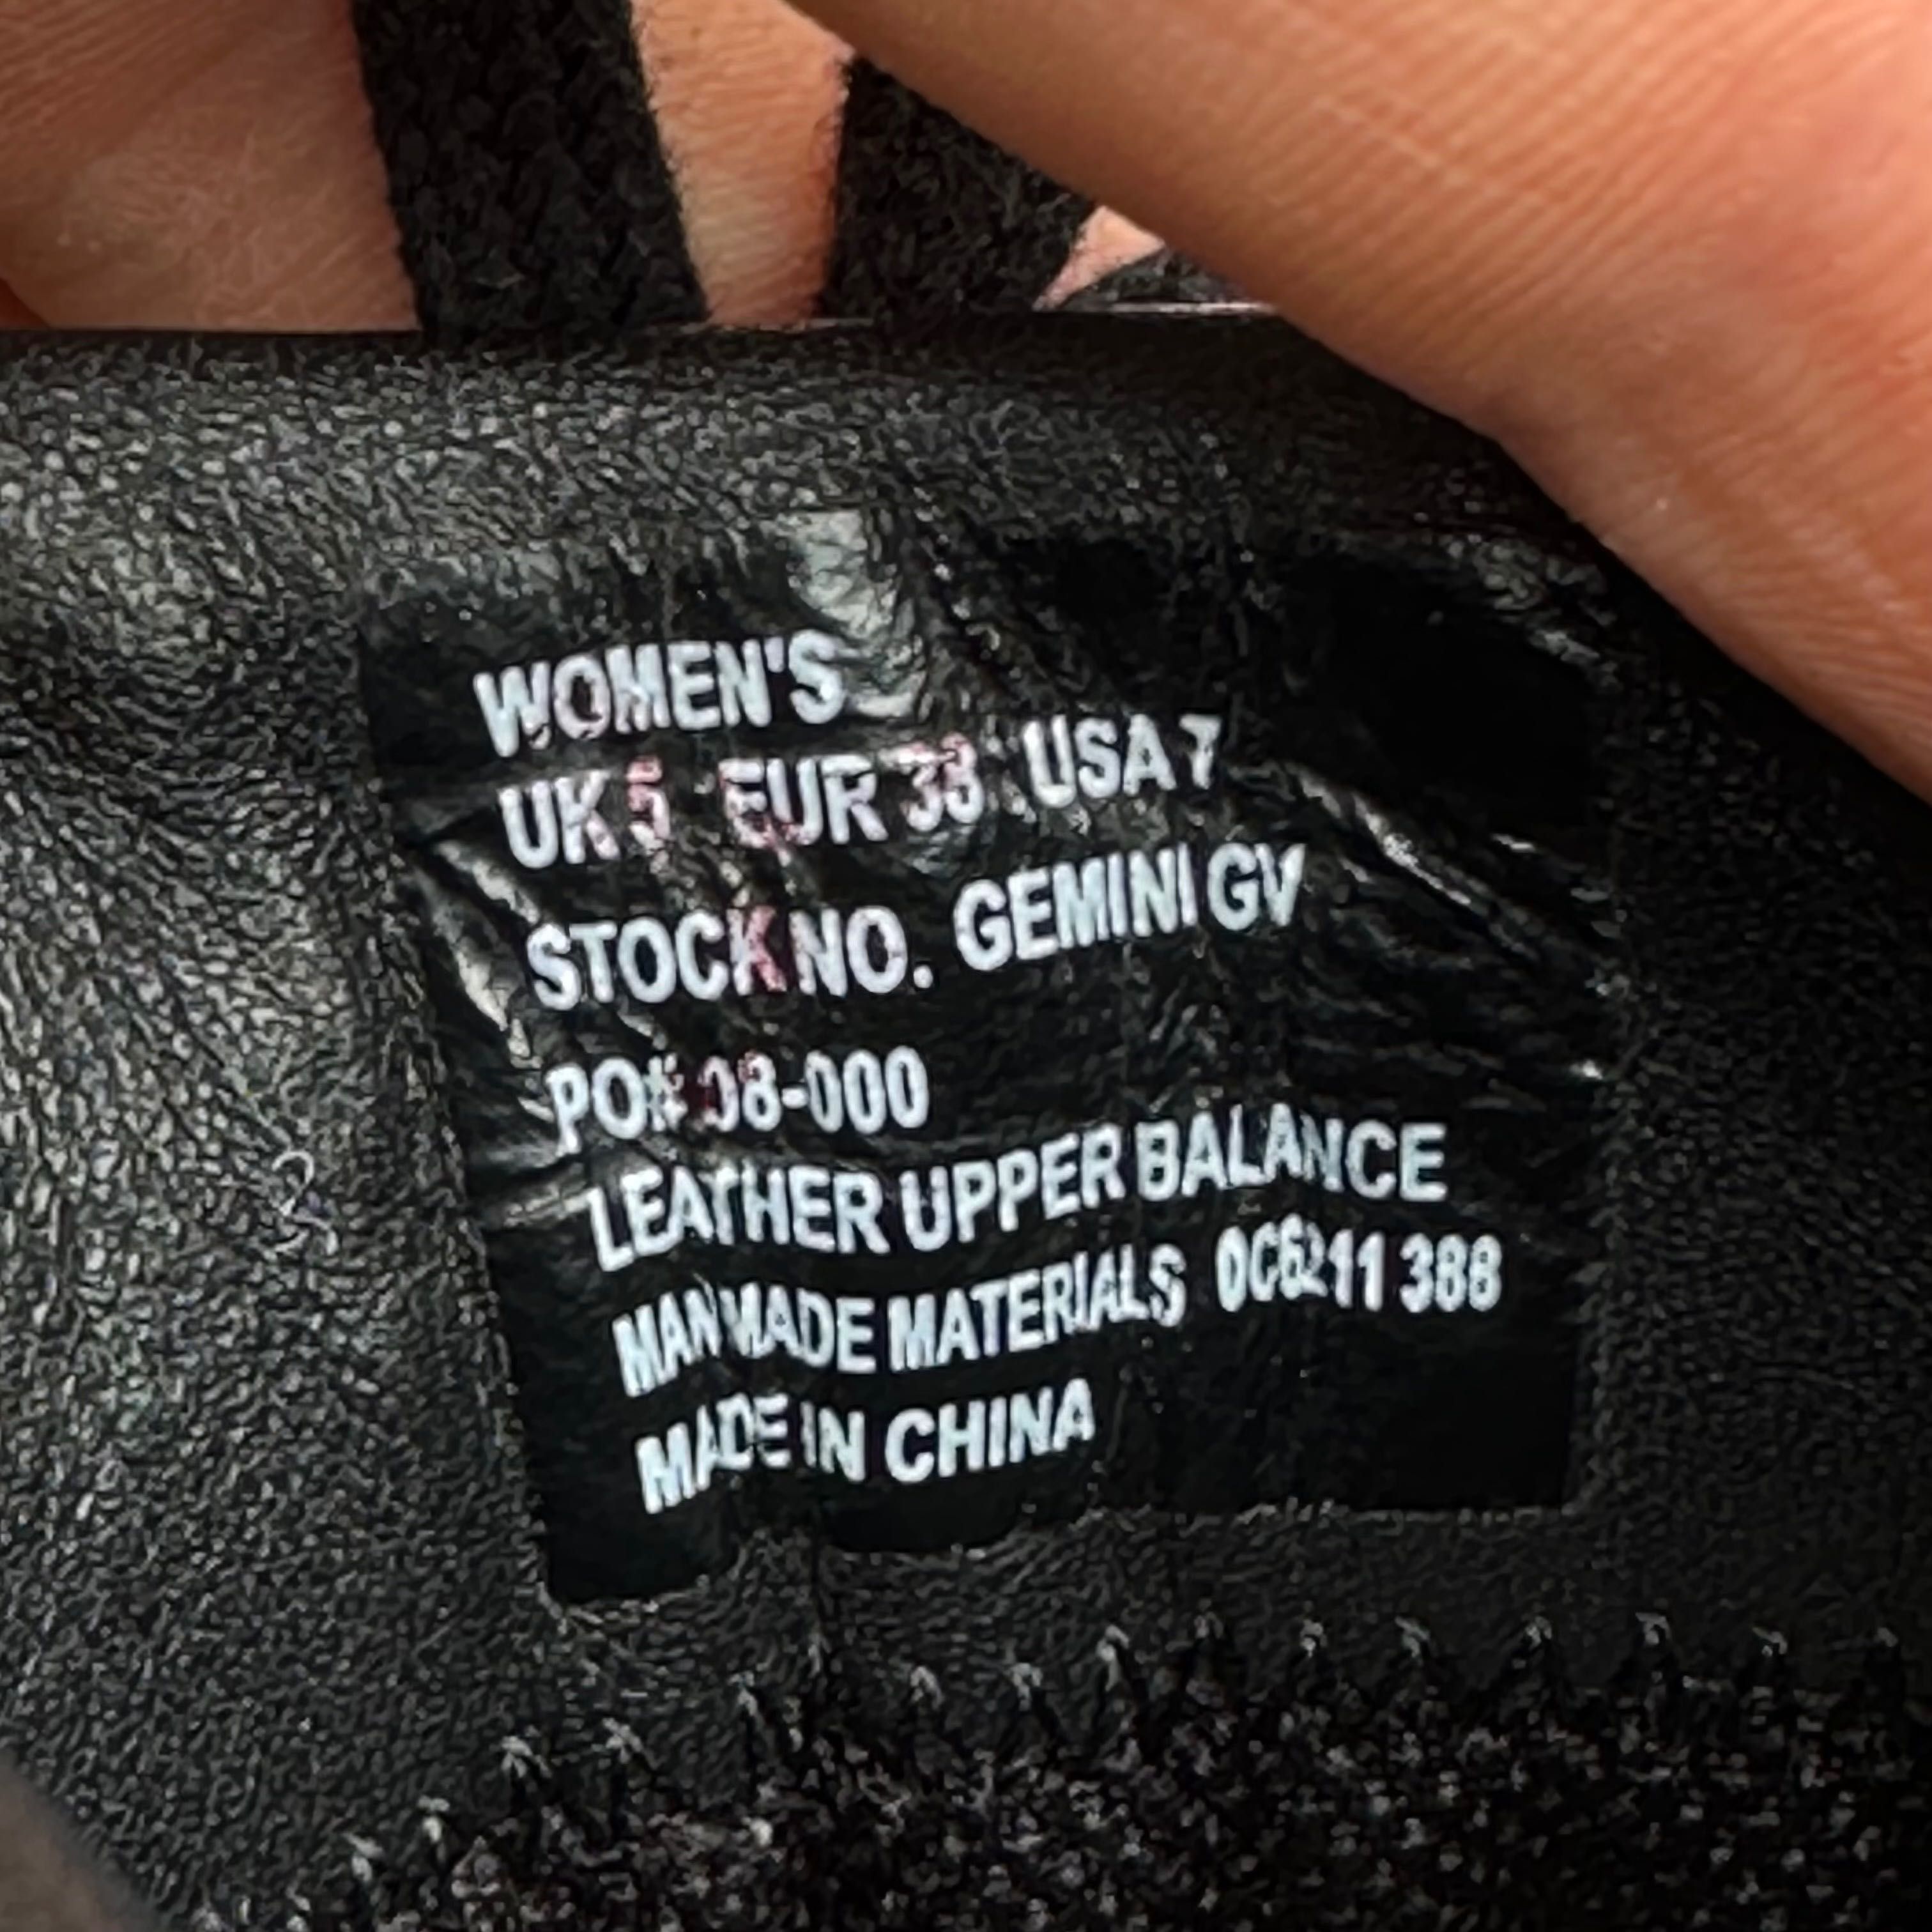 WOMEN'S
UK 5 EUR 38 USA 7
STOCK NO. GEMINI GV
PO# 08-000
LEATHER UPPER BALANCE
MANMADE MATERIALS 0C6211 388
MADE IN CHINA